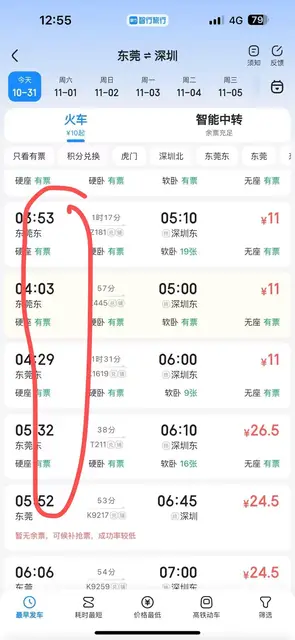 12:55
智行旅行
4G 79
东莞 ⇌ 深圳
须知 反馈
今天 周六 周日 周一 周二 周三
10-31 11-01 11-02 11-03 11-04 11-05
火车 智能中转
¥10起 余票充足
只看有票 积分兑换 虎门 深圳北 东莞东 东莞
硬座 有票 硬卧 有票 软卧 有票 无座 有票
03:53 1时17分 05:10 ¥11
东莞东 Z181 深圳东
硬座 有票 硬卧 有票 软卧 19张 无座 有票
04:03 57分 05:00 ¥11
东莞东 445 深圳东
硬座 有票 硬卧 有票 软卧 有票 无座 有票
04:29 1时31分 06:00 ¥11
东莞东 1619 深圳东
硬座 有票 硬卧 有票 软卧 9张 无座 有票
05:32 38分 06:10 ¥26.5
东莞东 T211 深圳东
硬座 有票 硬卧 有票 软卧 16张 无座 有票
05:52 53分 06:45 ¥24.5
东莞 K9217 深圳
暂无余票，可候补抢票，成功率较低
06:06 54分 07:00 ¥24.5
东莞 K9259 深圳
最早发车 耗时最短 价格最低 高铁动车 筛选